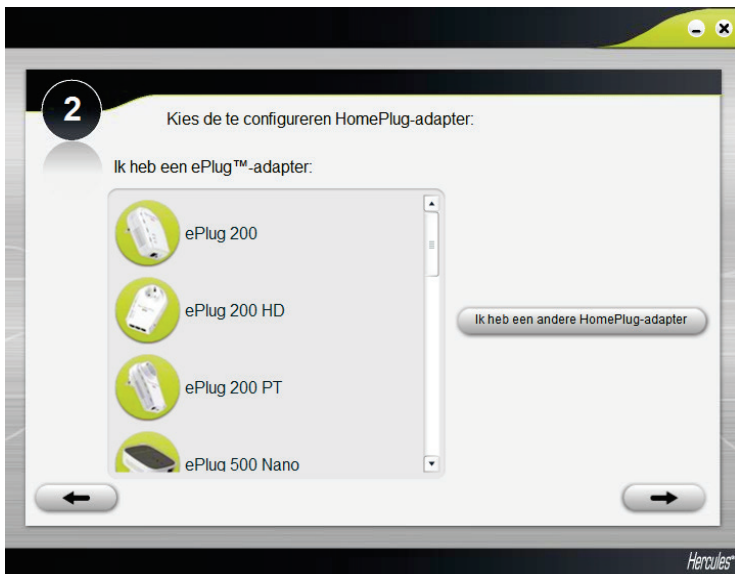 2
Kies de te configureren HomePlug-adapter:
Ik heb een ePlug™-adapter:
ePlug 200
ePlug 200 HD
Ik heb een andere HomePlug-adapter
ePlug 200 PT
ePlug 500 Nano
Hercules